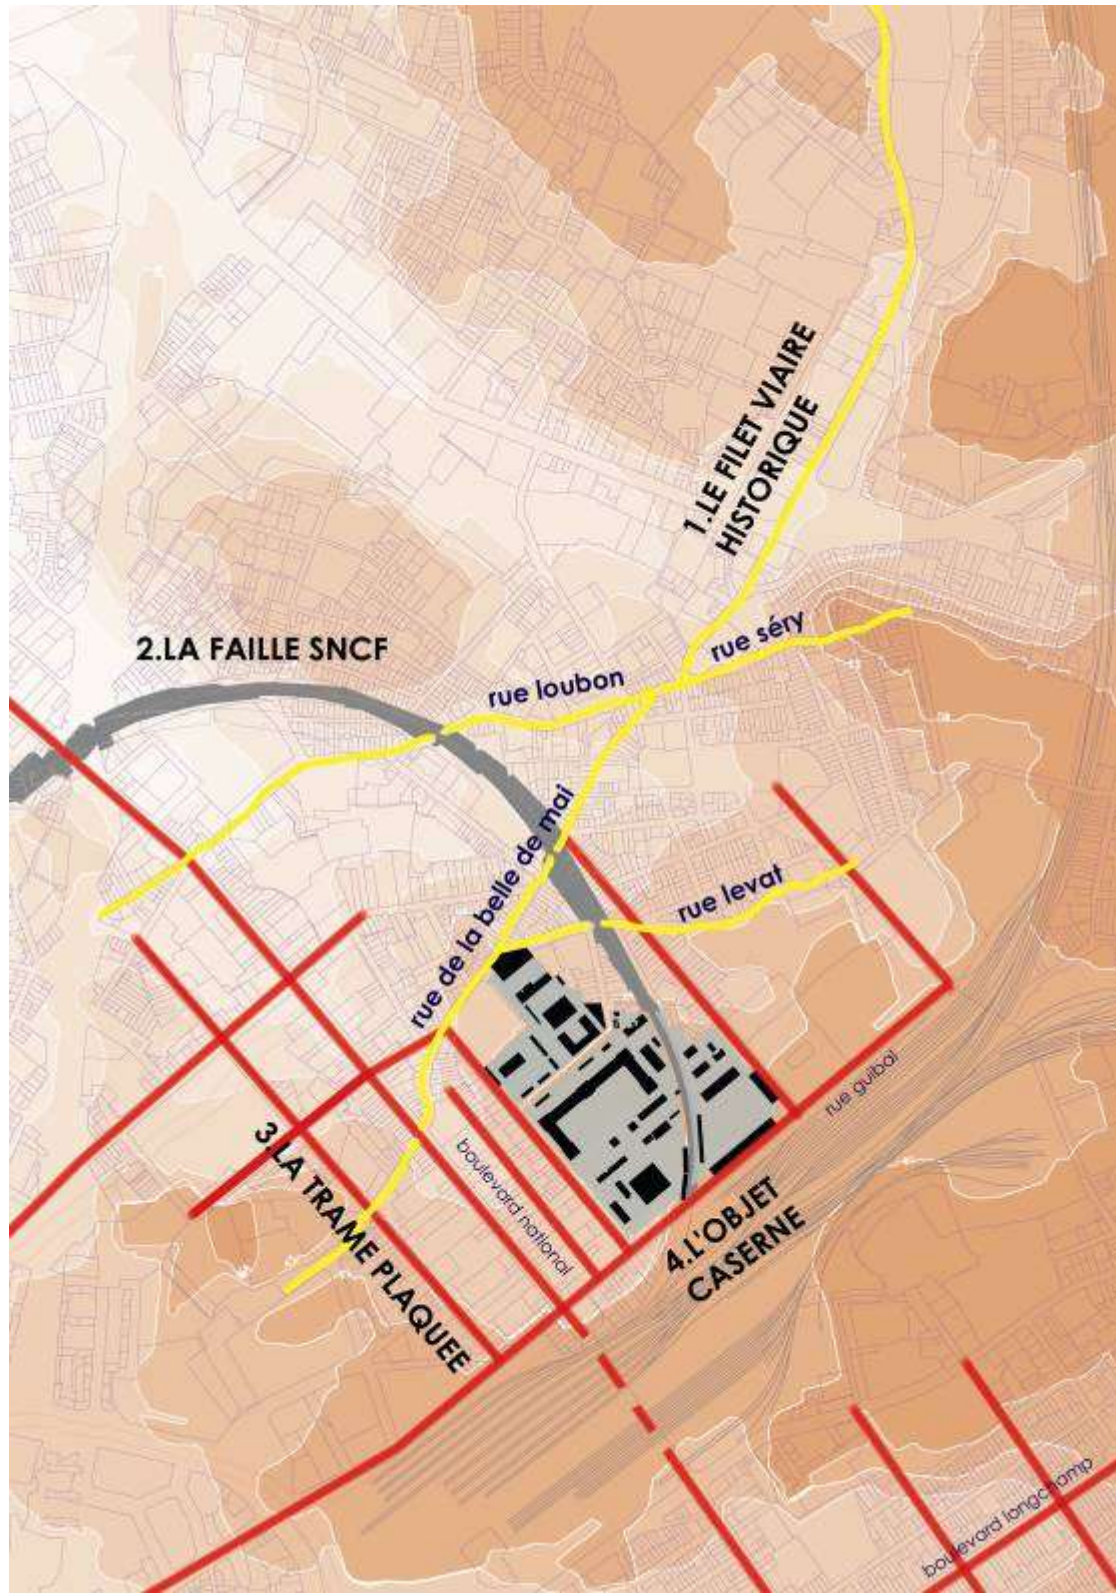 1.LE FILET VIAIRE
HISTORIQUE
rue séry
2.LA FAILLE SNCF
rue loubon
rue de la belle de mai
rue levat
rue guibal
3.LA TRAME PLAQUEE
boulevard national
4.L'OBJET
CASERNE
boulevard longchamp